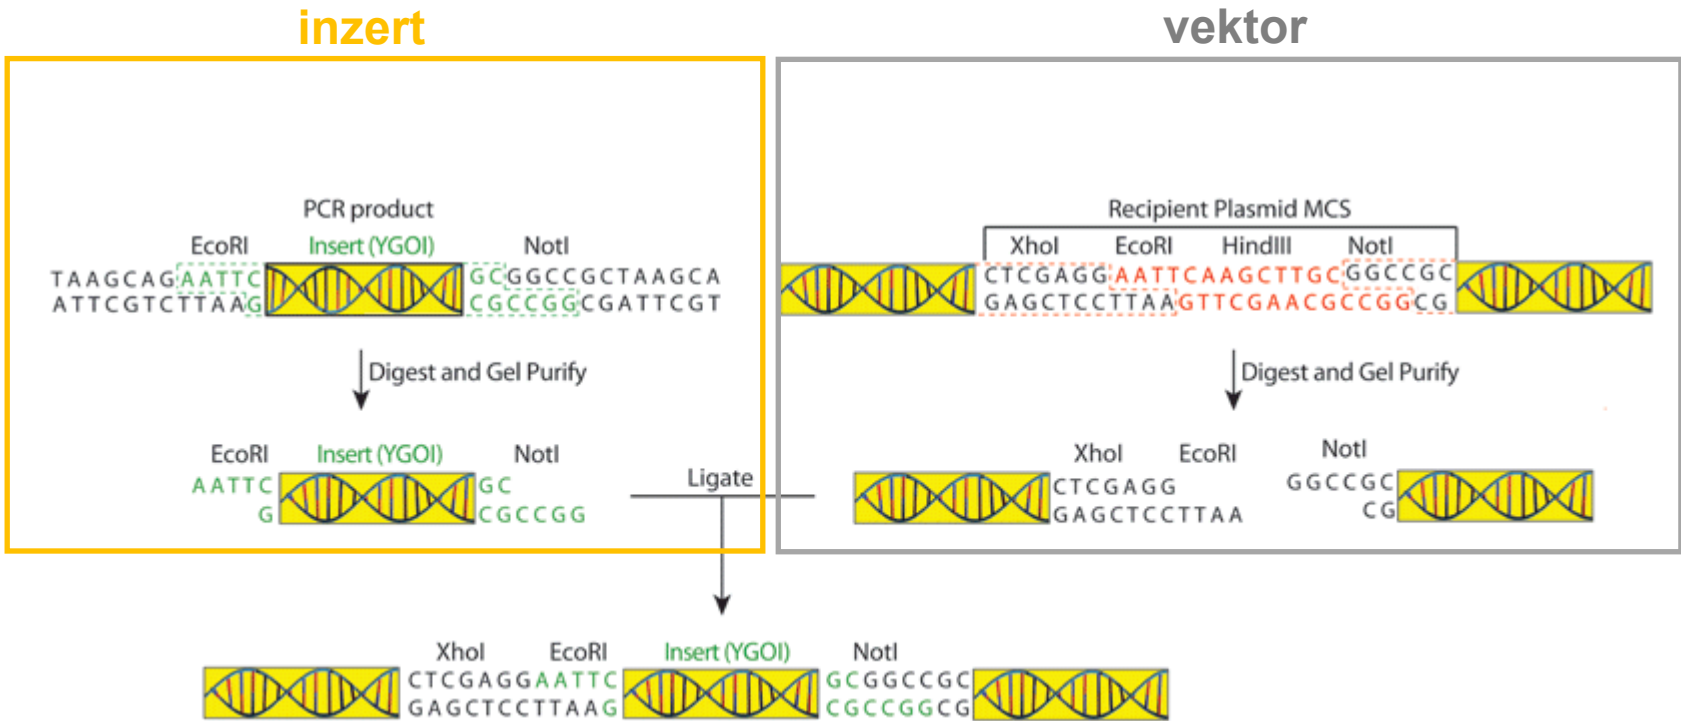 inzert
vektor
PCR product
EcoRI Insert (YGOI) NotI
TAAGCAGAATTC GCGGCCGCTAAGCA
ATTCGTCTTAAG CGCCGGCGATTCGT
Digest and Gel Purify
EcoRI Insert (YGOI) NotI
AATTC GC
G CGCCGG
Recipient Plasmid MCS
XhoI EcoRI HindIII NotI
CTCGAGGAATTCAAGCTTGCGGCCGC
GAGCTCCTTAAGTTCGAACGCCGGCG
Digest and Gel Purify
XhoI EcoRI NotI
CTCGAGG GGCCGC
GAGCTCCTTAA CG
Ligate
XhoI EcoRI Insert (YGOI) NotI
CTCGAGGAATTC GCGGCCGC
GAGCTCCTTAAG CGCCGGCG